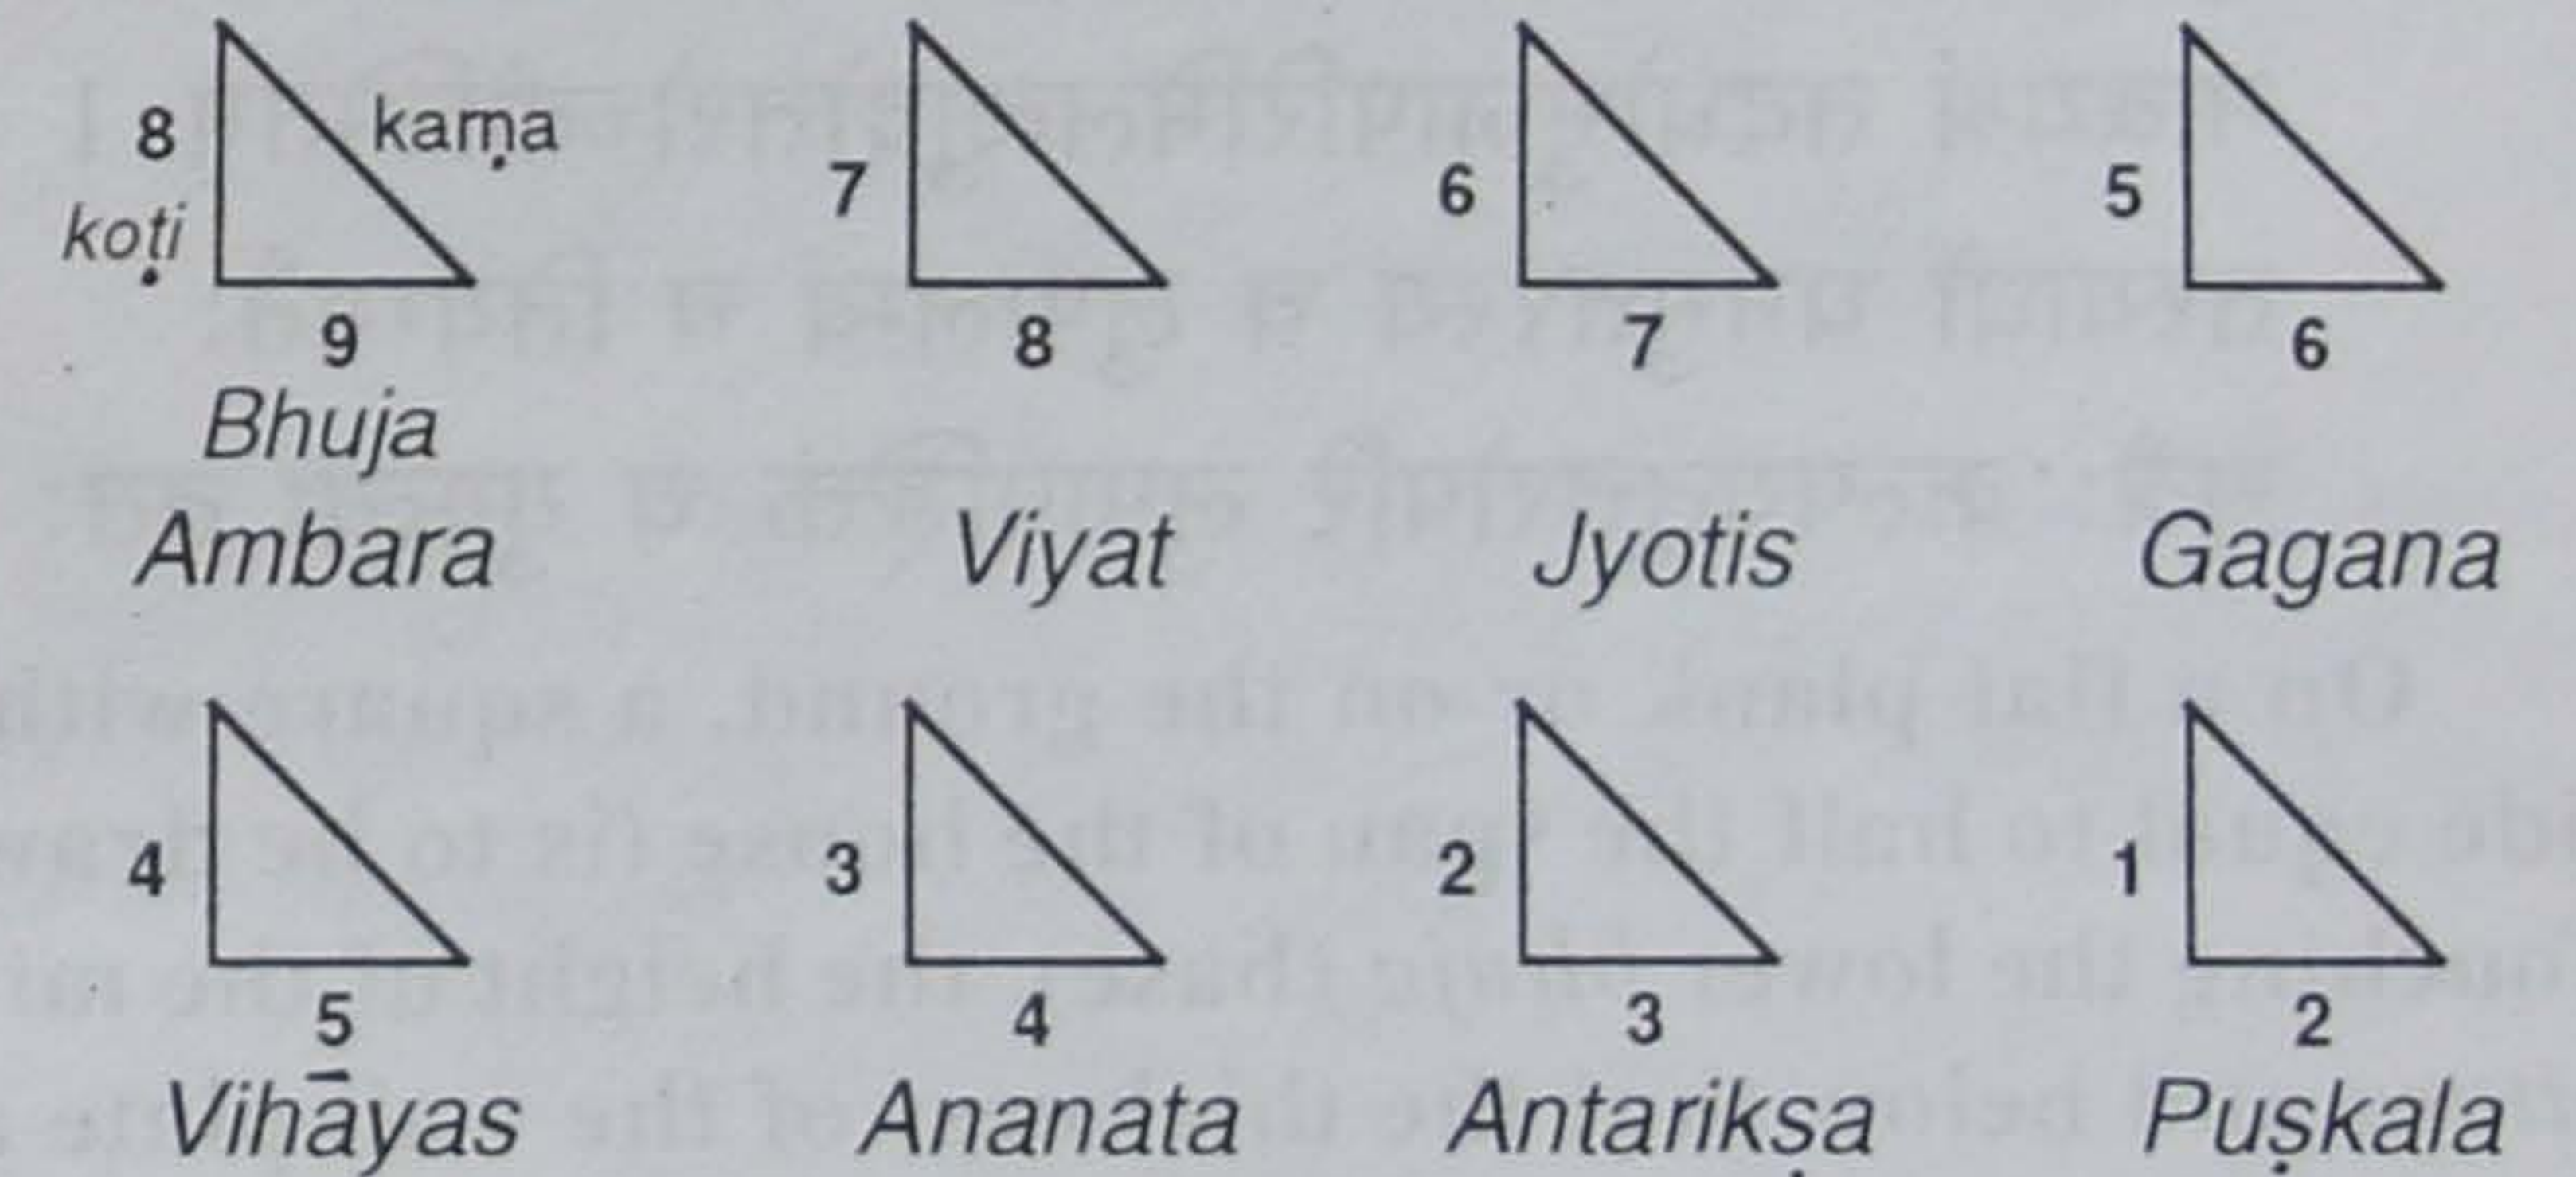 8 karṇa
koṭi
9
Bhuja
Ambara
7
8
Viyat
6
7
Jyotis
5
6
Gagana
4
5
Vihāyas
3
4
Ananata
2
3
Antarikṣa
1
2
Puṣkala